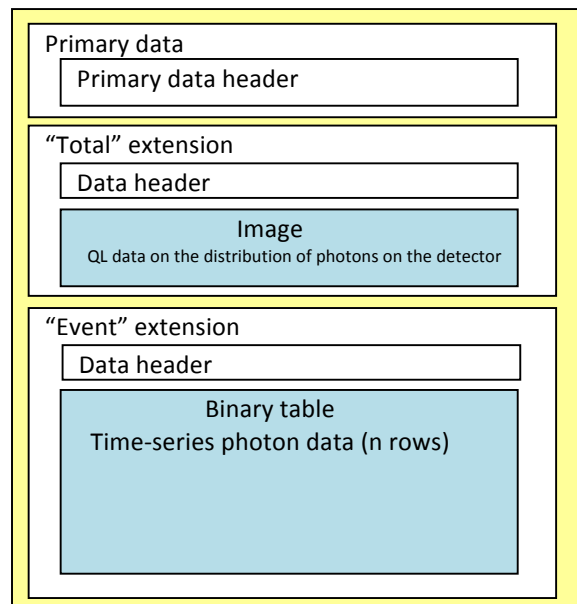 Primary data
Primary data header
“Total” extension
Data header
Image
QL data on the distribution of photons on the detector
“Event” extension
Data header
Binary table
Time-series photon data (n rows)